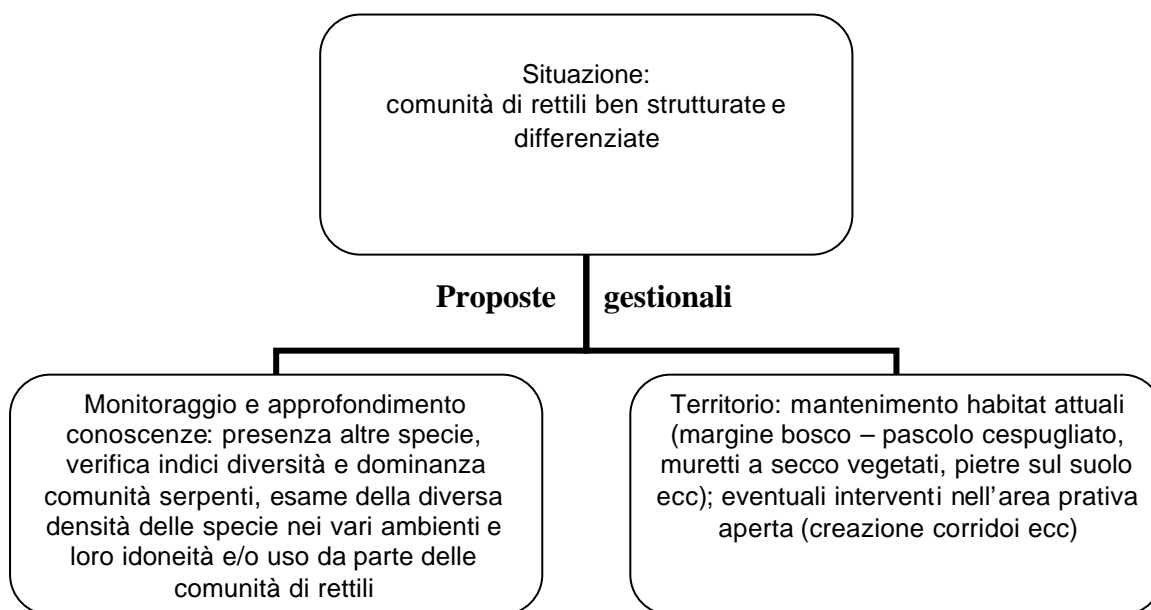 Situazione:
comunità di rettili ben strutturate e
differenziate
Proposte gestionali
Monitoraggio e approfondimento
conoscenze: presenza altre specie,
verifica indici diversità e dominanza
comunità serpenti, esame della diversa
densità delle specie nei vari ambienti e
loro idoneità e/o uso da parte delle
comunità di rettili
Territorio: mantenimento habitat attuali
(margine bosco – pascolo cespugliato,
muretti a secco vegetati, pietre sul suolo
ecc); eventuali interventi nell'area prativa
aperta (creazione corridoi ecc)